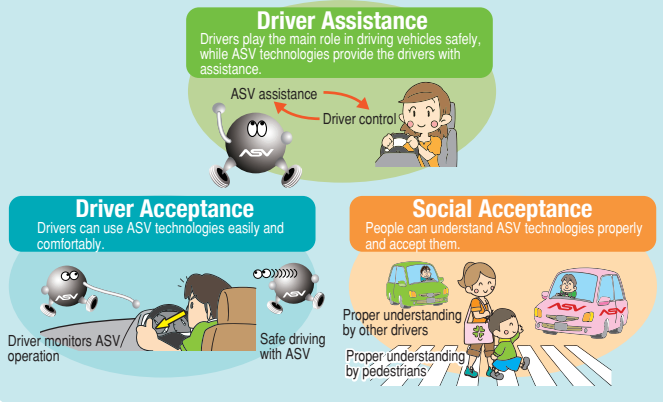 Driver Assistance
Drivers play the main role in driving vehicles safely,
while ASV technologies provide the drivers with
assistance.
ASV assistance
Driver control
ASV
Driver Acceptance
Drivers can use ASV technologies easily and
comfortably.
ASV
ASV
Driver monitors ASV
operation
Safe driving
with ASV
Social Acceptance
People can understand ASV technologies properly
and accept them.
ASV
ASV
Proper understanding
by other drivers
Proper understanding
by pedestrians